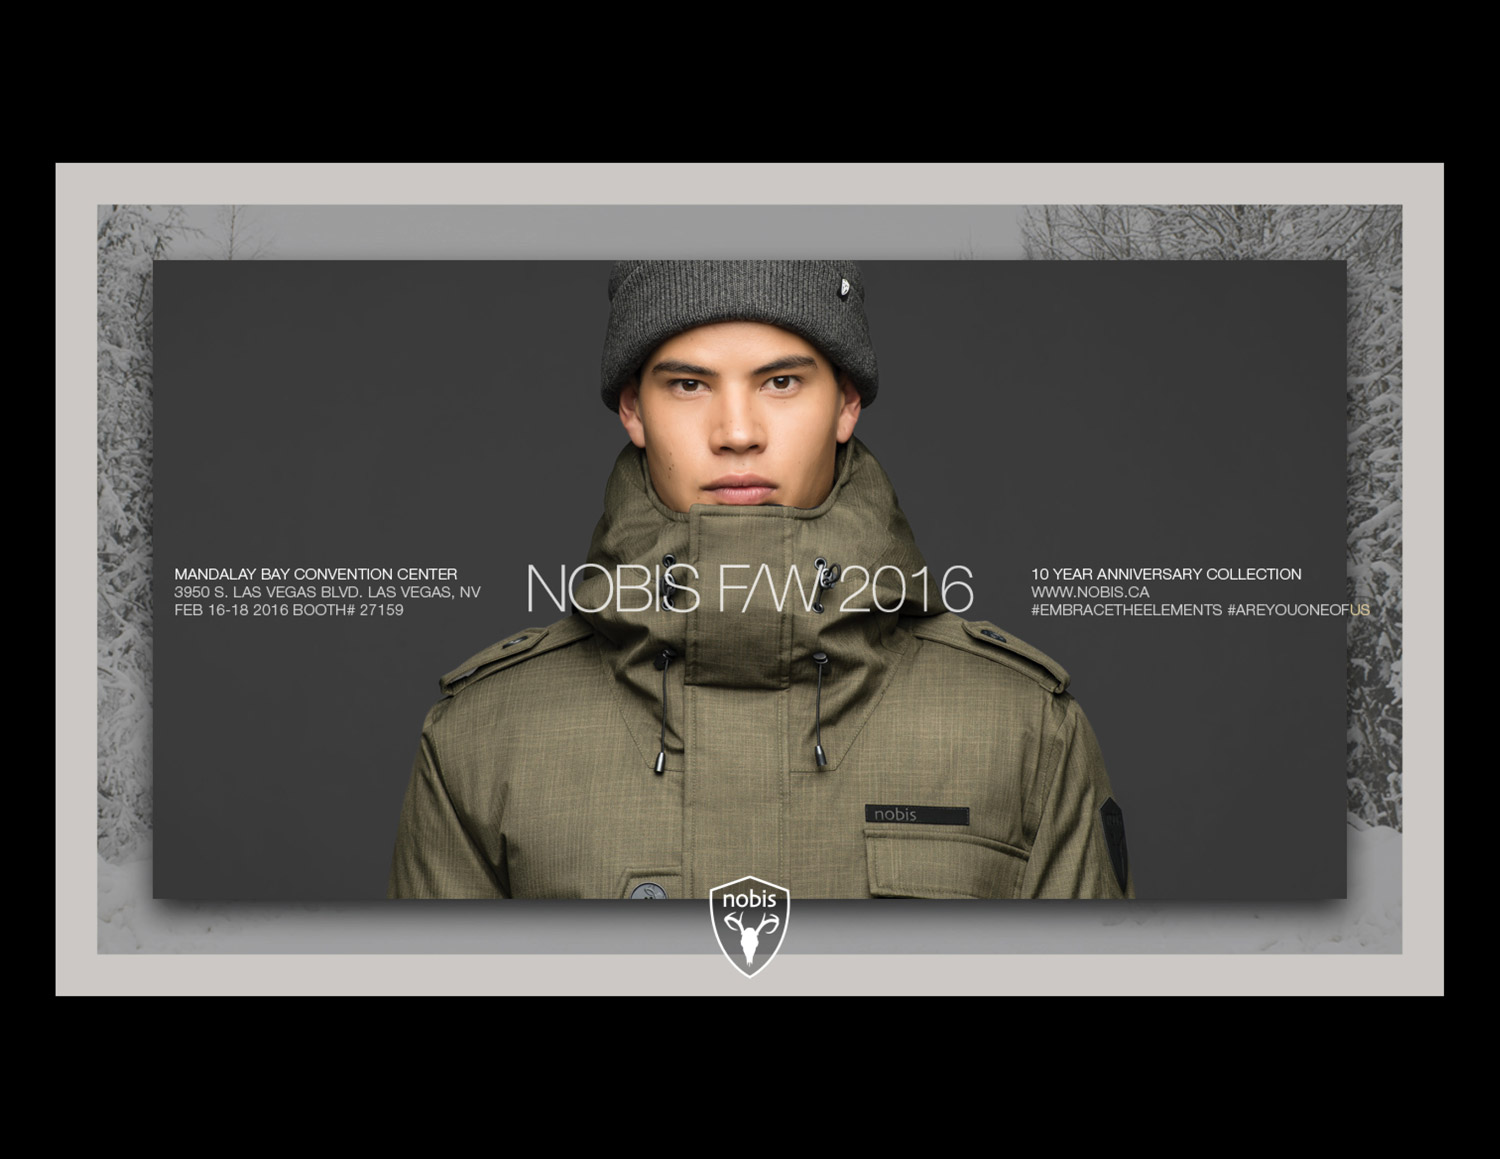 MANDALAY BAY CONVENTION CENTER
3950 S. LAS VEGAS BLVD. LAS VEGAS, NV
FEB 16-18 2016 BOOTH# 27159
NOBIS F/W 2016
10 YEAR ANNIVERSARY COLLECTION
WWW.NOBIS.CA
#EMBRACETHEELEMENTS #AREYOUONEOFUS
nobis
nobis